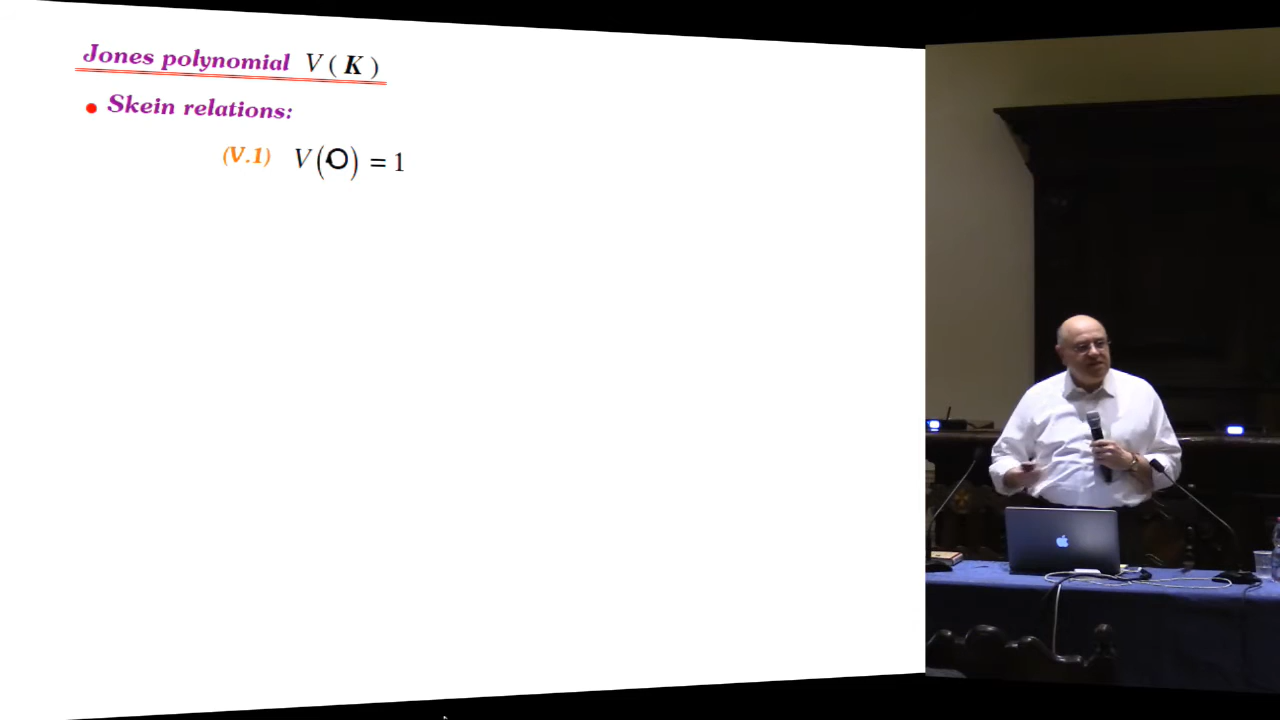 Jones polynomial V(K)
• Skein relations:
(V.1) V(O) = 1